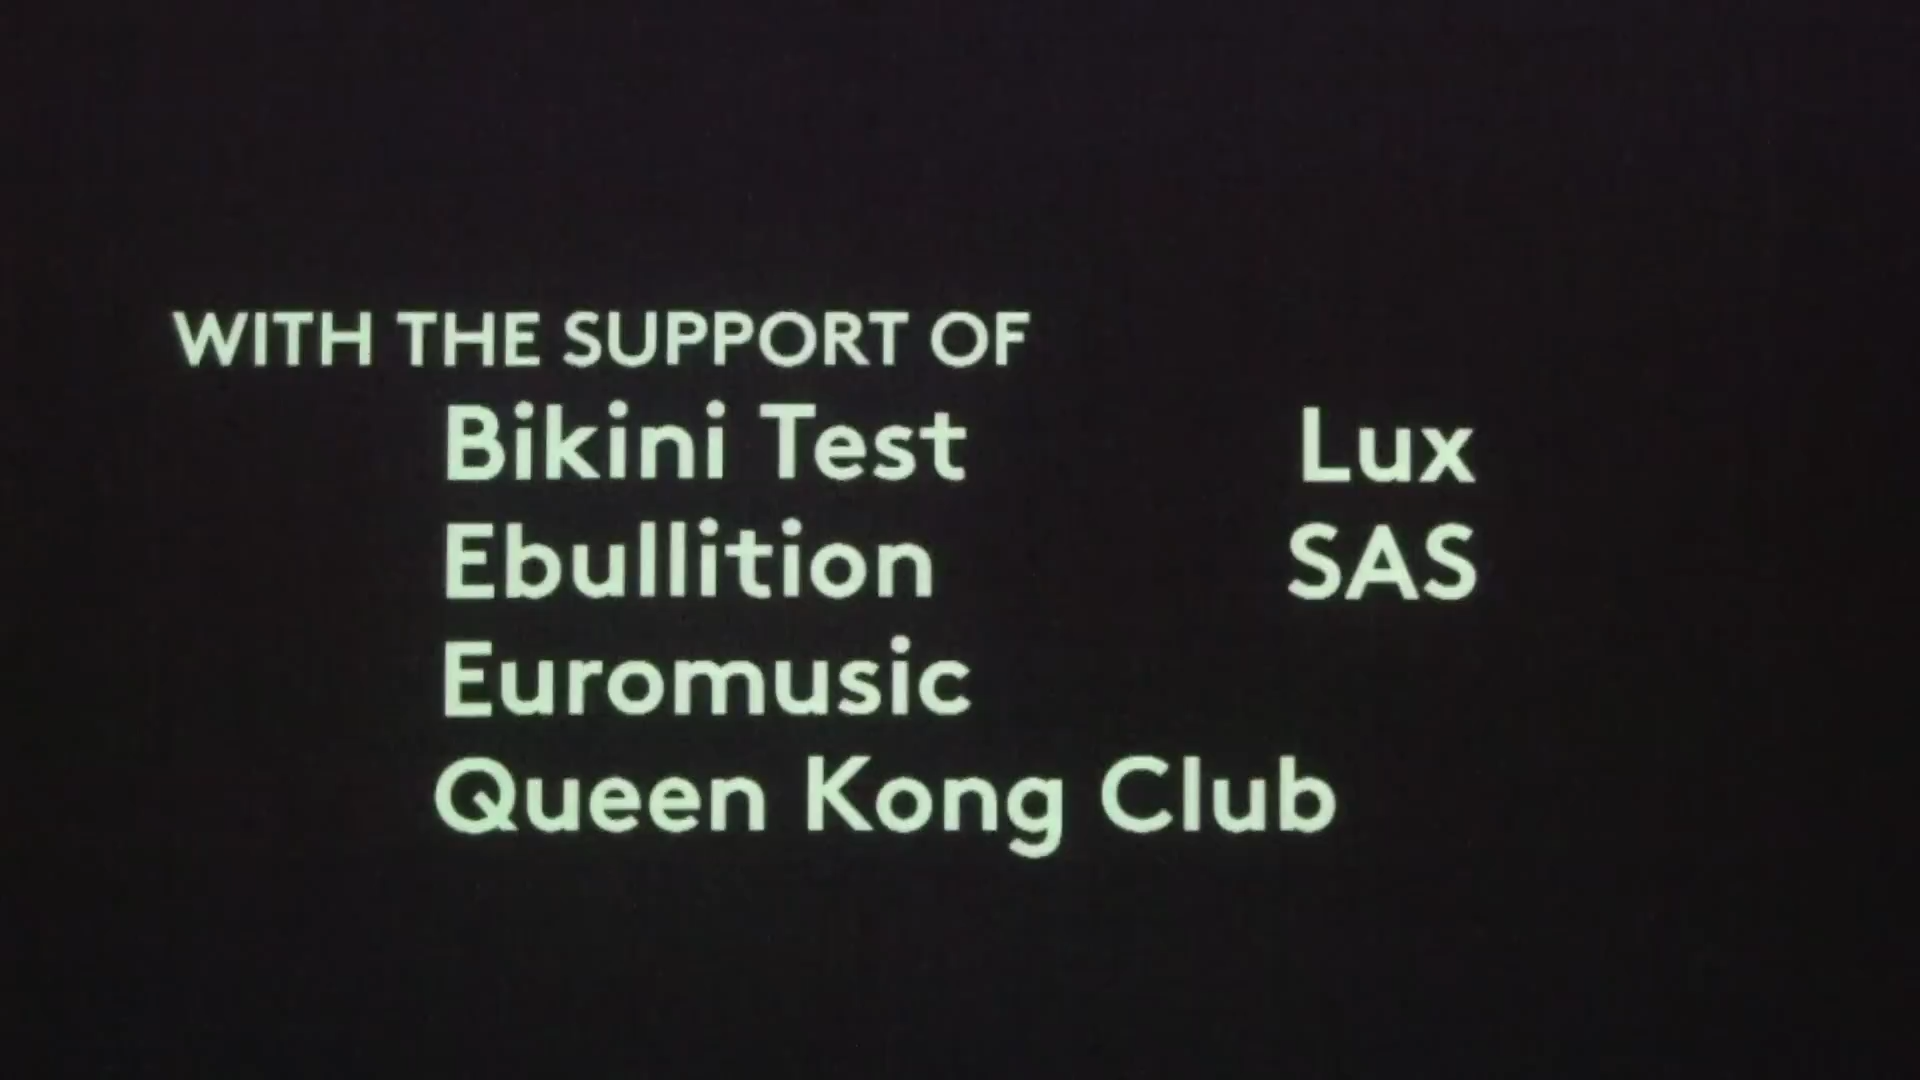 WITH THE SUPPORT OF
Bikini Test Lux
Ebullition SAS
Euromusic
Queen Kong Club